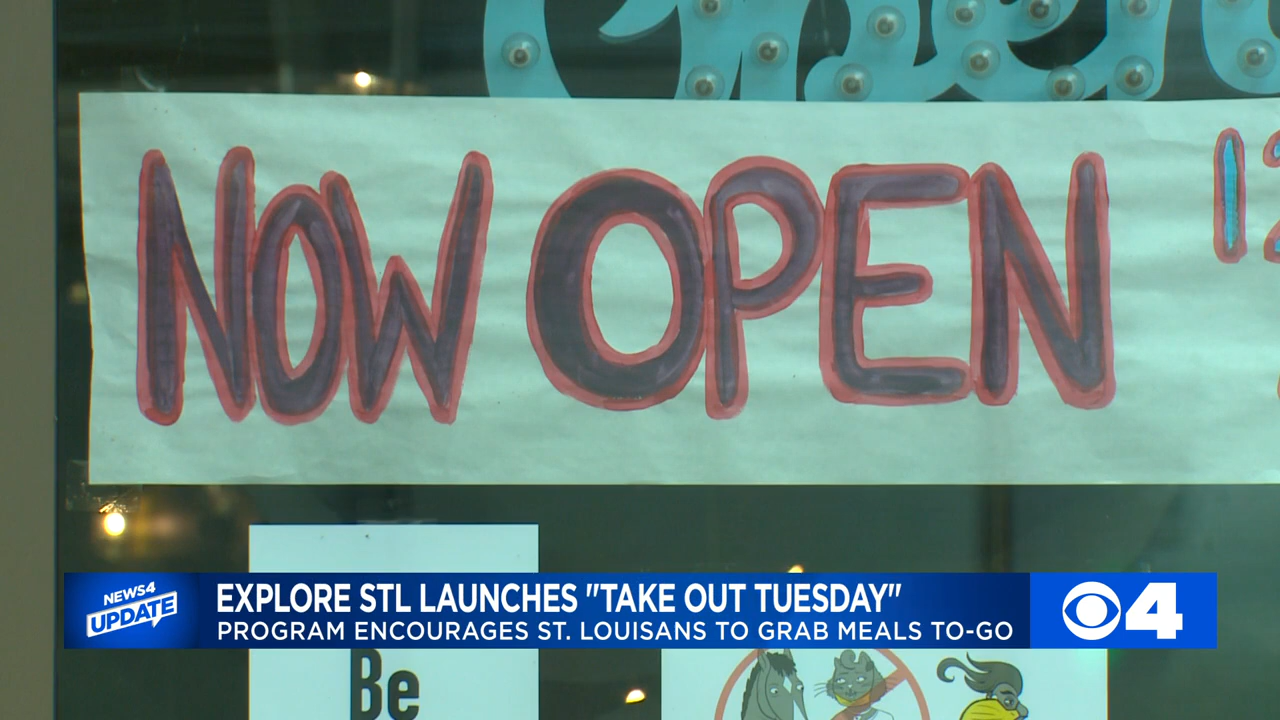 NOW OPEN
NEWS4
UPDATE
EXPLORE STL LAUNCHES "TAKE OUT TUESDAY"
PROGRAM ENCOURAGES ST. LOUISANS TO GRAB MEALS TO-GO
4
Be